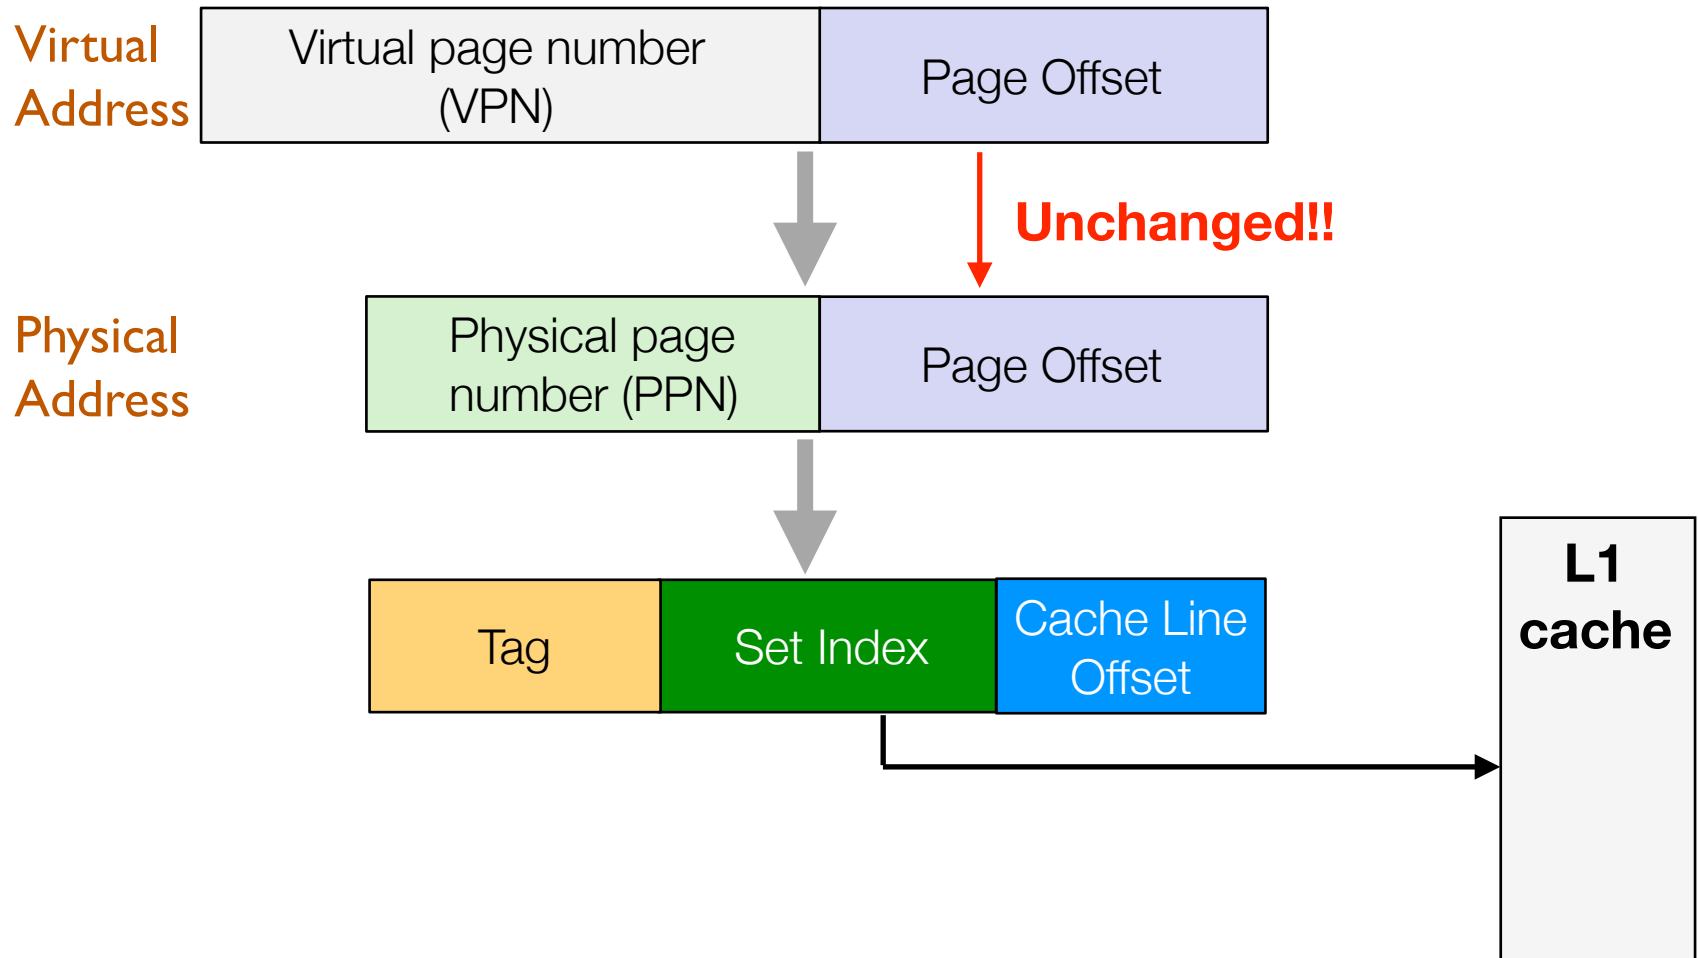 Virtual
Address
Virtual page number
(VPN)
Page Offset
Unchanged!!
Physical
Address
Physical page
number (PPN)
Page Offset
Tag
Set Index
Cache Line
Offset
L1
cache